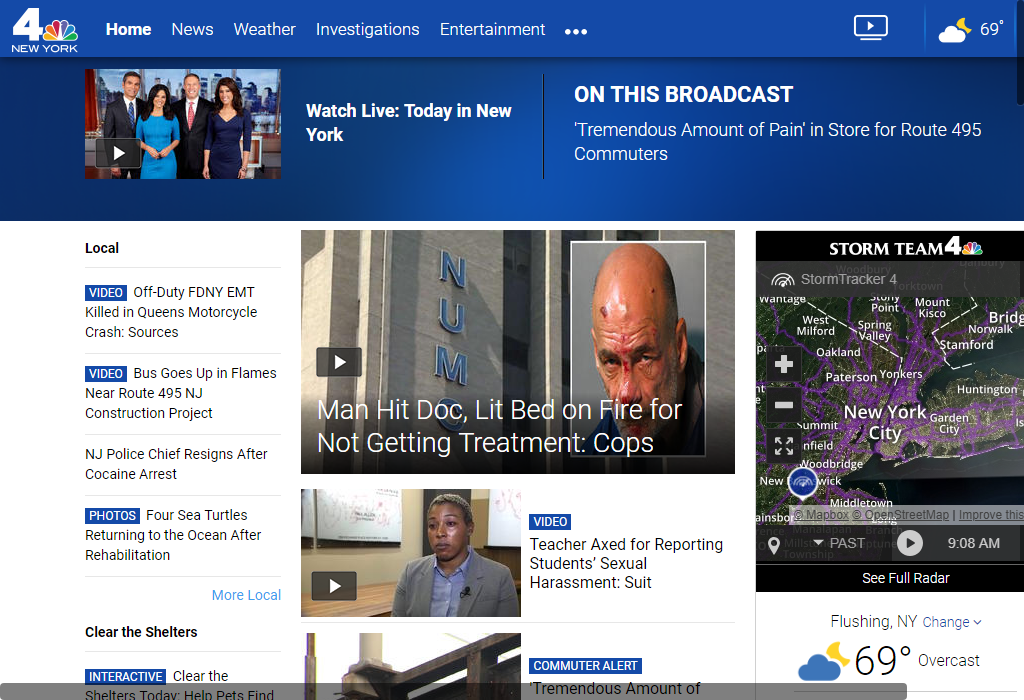 4
NEW YORK
Home
News
Weather
Investigations
Entertainment
69°
Watch Live: Today in New
York
ON THIS BROADCAST
'Tremendous Amount of Pain' in Store for Route 495
Commuters
Local
VIDEO Off-Duty FDNY EMT
Killed in Queens Motorcycle
Crash: Sources
VIDEO Bus Goes Up in Flames
Near Route 495 NJ
Construction Project
NJ Police Chief Resigns After
Cocaine Arrest
PHOTOS Four Sea Turtles
Returning to the Ocean After
Rehabilitation
More Local
Clear the Shelters
INTERACTIVE Clear the
Shelters Today: Help Pets Find
NUMC
Man Hit Doc, Lit Bed on Fire for
Not Getting Treatment: Cops
VIDEO
Teacher Axed for Reporting
Students' Sexual
Harassment: Suit
COMMUTER ALERT
'Tremendous Amount of
STORM TEAM 4
StormTracker 4
Woodbury
Danbury
Yorktown
Wantage
Stony
Point
Mount
Kisco
West
Milford
Spring
Valley
Bridg
Norwalk
Stamford
Oakland
Paterson
Yonkers
Huntington
New York
City
Garden
City
Is
Summit
nfield
Woodbridge
New
wick
Middletown
ainsbor
Long
© Mapbox © OpenStreetMap | Improve this
PAST
9:08 AM
Township
See Full Radar
Flushing, NY Change
69° Overcast